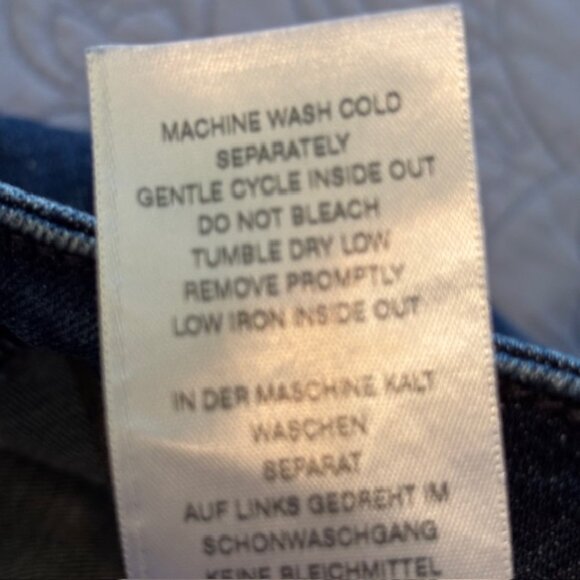 MACHINE WASH COLD
SEPARATELY
GENTLE CYCLE INSIDE OUT
DO NOT BLEACH
TUMBLE DRY LOW
REMOVE PROMPTLY
LOW IRON INSIDE OUT
IN DER MASCHINE KALT
WASCHEN
SEPARAT
AUF LINKS GEDREHT IM
SCHONWASCHGANG
KEINE BLEICHMITTEL